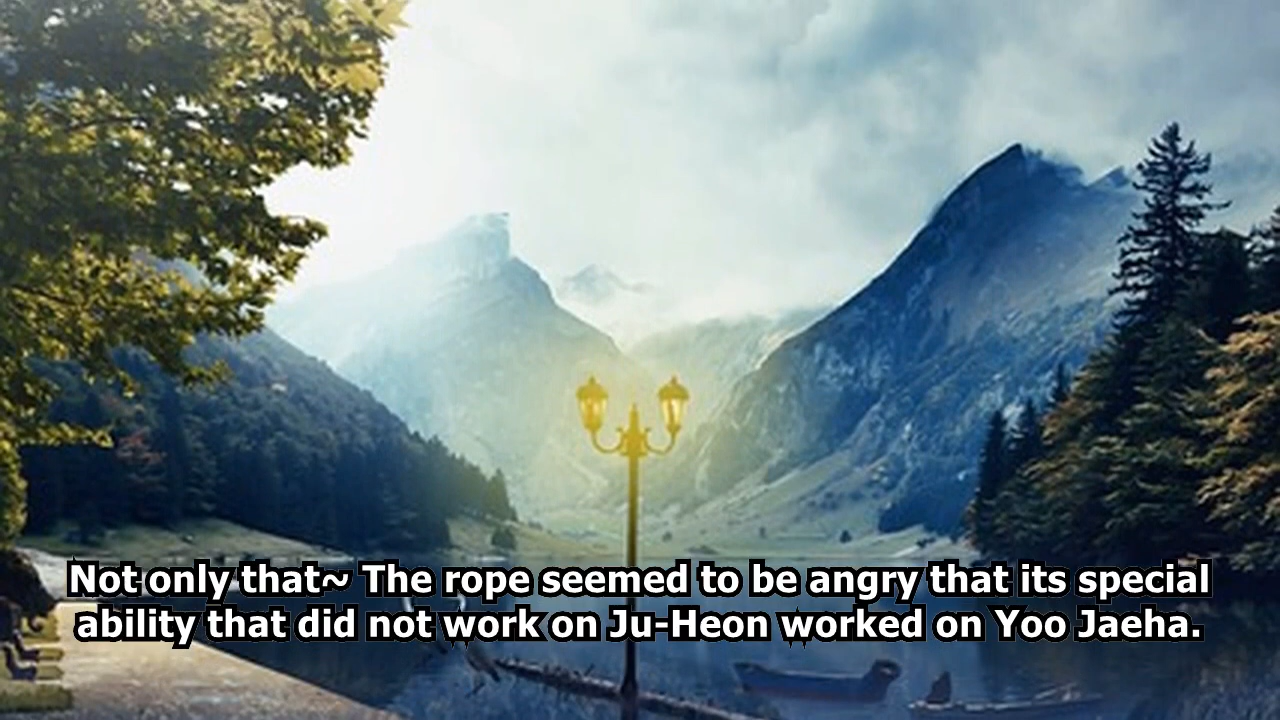 Not only that~ The rope seemed to be angry that its special
ability that did not work on Ju-Heon worked on Yoo Jaeha.